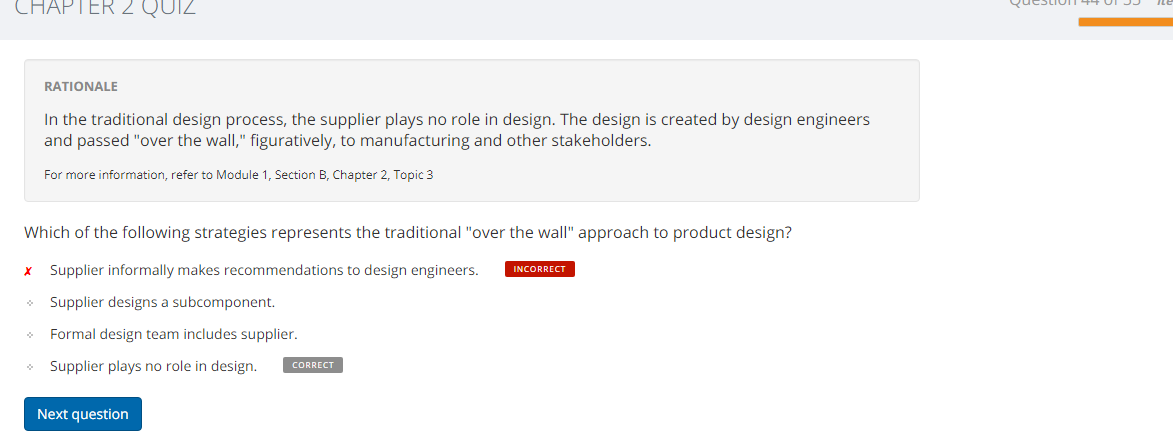 CHAPTER 2 QUIZ
Question 44 of 55
RATIONALE
In the traditional design process, the supplier plays no role in design. The design is created by design engineers
and passed "over the wall," figuratively, to manufacturing and other stakeholders.
For more information, refer to Module 1, Section B, Chapter 2, Topic 3
Which of the following strategies represents the traditional "over the wall" approach to product design?
✗ Supplier informally makes recommendations to design engineers. INCORRECT
Supplier designs a subcomponent.
Formal design team includes supplier.
Supplier plays no role in design. CORRECT
Next question